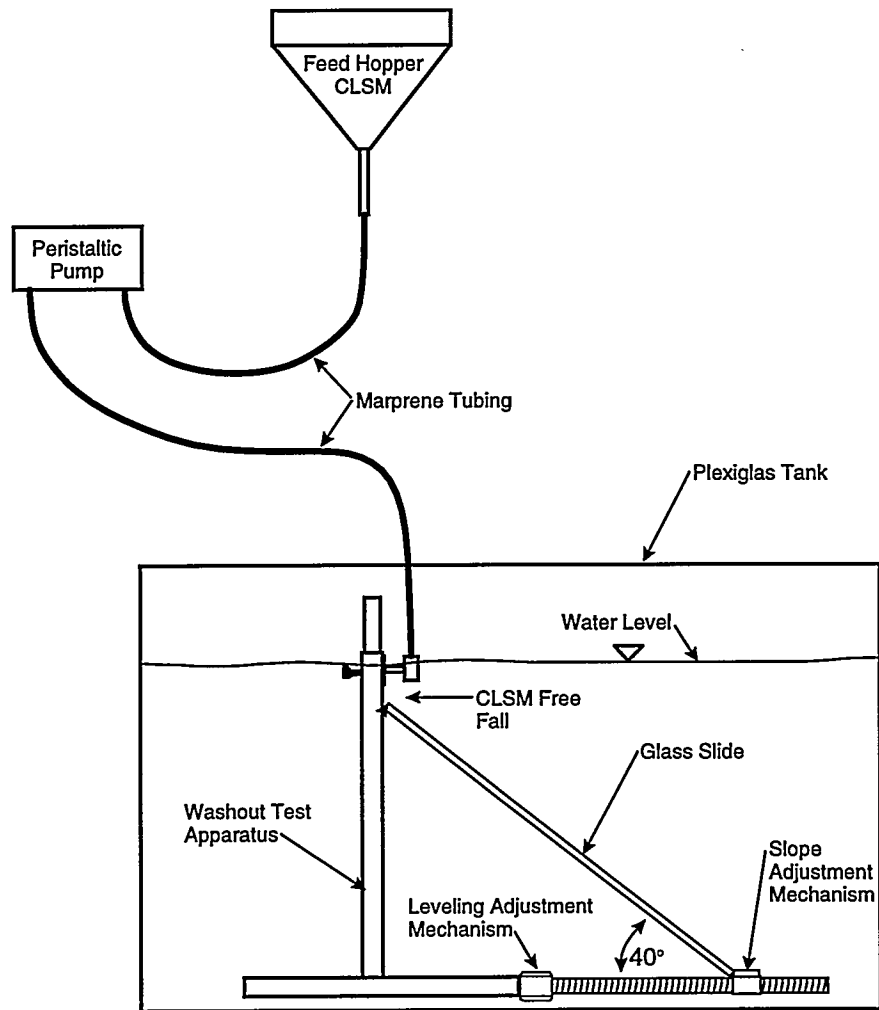 Feed Hopper
CLSM
Peristaltic
Pump
Marprene Tubing
Plexiglas Tank
Water Level
CLSM Free
Fall
Glass Slide
Washout Test
Apparatus
Slope
Adjustment
Mechanism
Leveling Adjustment
Mechanism
40°